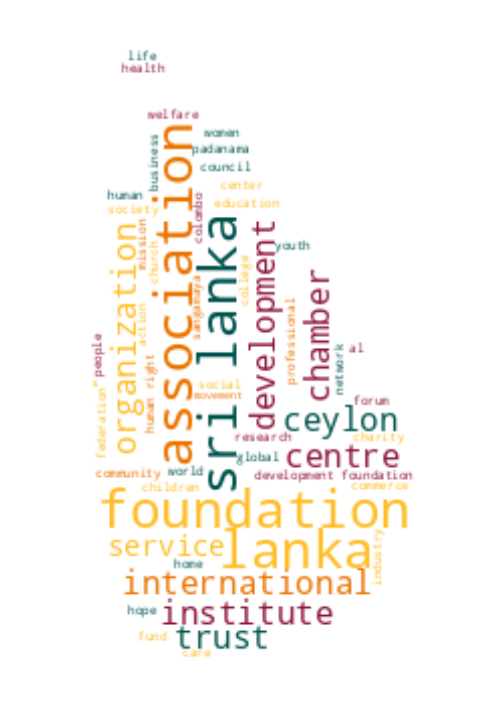 life
health
welfare
women
business
association
padanama
council
center
human
society
colombo
education
mission
church
sri lanka
development
youth
organization
college
action
sangamaya
chamber
professional
people
human right
network
al
federation
social
movement
forum
ceylon
charity
research
centre
global
community
world
development foundation
children
commerce
foundation
service
lanka
industry
home
international
hope
institute
fund
trust
care